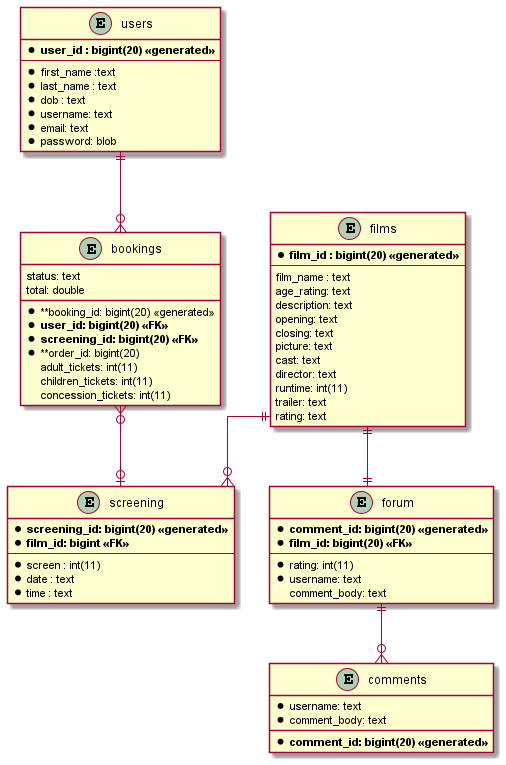 E users
user_id : bigint(20) «generated»
first_name :text
last_name : text
dob : text
username: text
email: text
password: blob
E bookings
status: text
total: double
**booking_id: bigint(20) «generated»
user_id: bigint(20) «FK»
screening_id: bigint(20) «FK»
**order_id: bigint(20)
adult_tickets: int(11)
children_tickets: int(11)
concession_tickets: int(11)
E films
film_id : bigint(20) «generated»
film_name : text
age_rating: text
description: text
opening: text
closing: text
picture: text
cast: text
director: text
runtime: int(11)
trailer: text
rating: text
E screening
screening_id: bigint(20) «generated»
film_id: bigint «FK»
screen : int(11)
date : text
time : text
E forum
comment_id: bigint(20) «generated»
film_id: bigint(20) «FK»
rating: int(11)
username: text
comment_body: text
E comments
username: text
comment_body: text
comment_id: bigint(20) «generated»